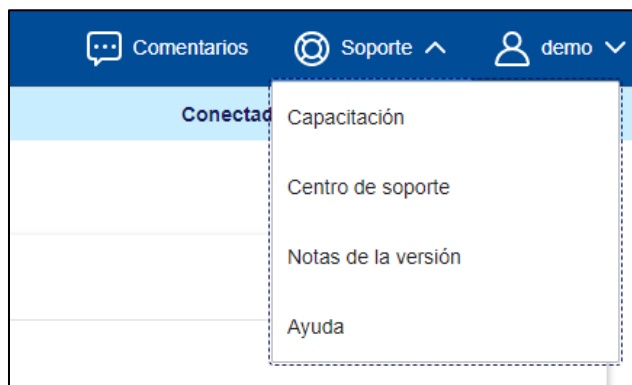 Comentarios
Soporte
demo
Conectad
Capacitación
Centro de soporte
Notas de la versión
Ayuda